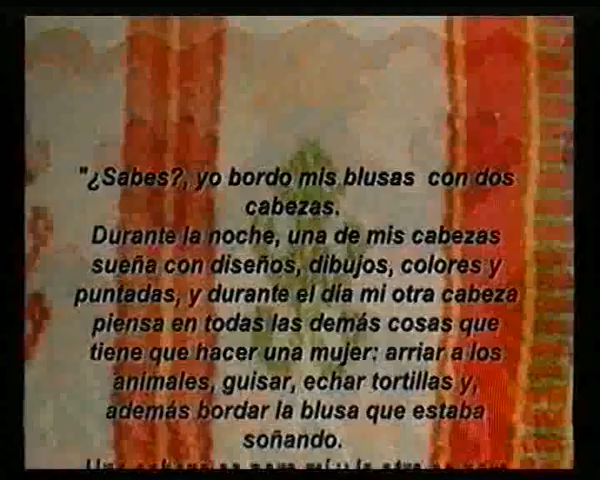 "¿Sabes?, yo bordo mis blusas con dos
cabezas.
Durante la noche, una de mis cabezas
sueña con diseños, dibujos, colores y
puntadas, y durante el día mi otra cabeza
piensa en todas las demás cosas que
tiene que hacer una mujer: arriar a los
animales, guisar, echar tortillas y,
además bordar la blusa que estaba
soñando.